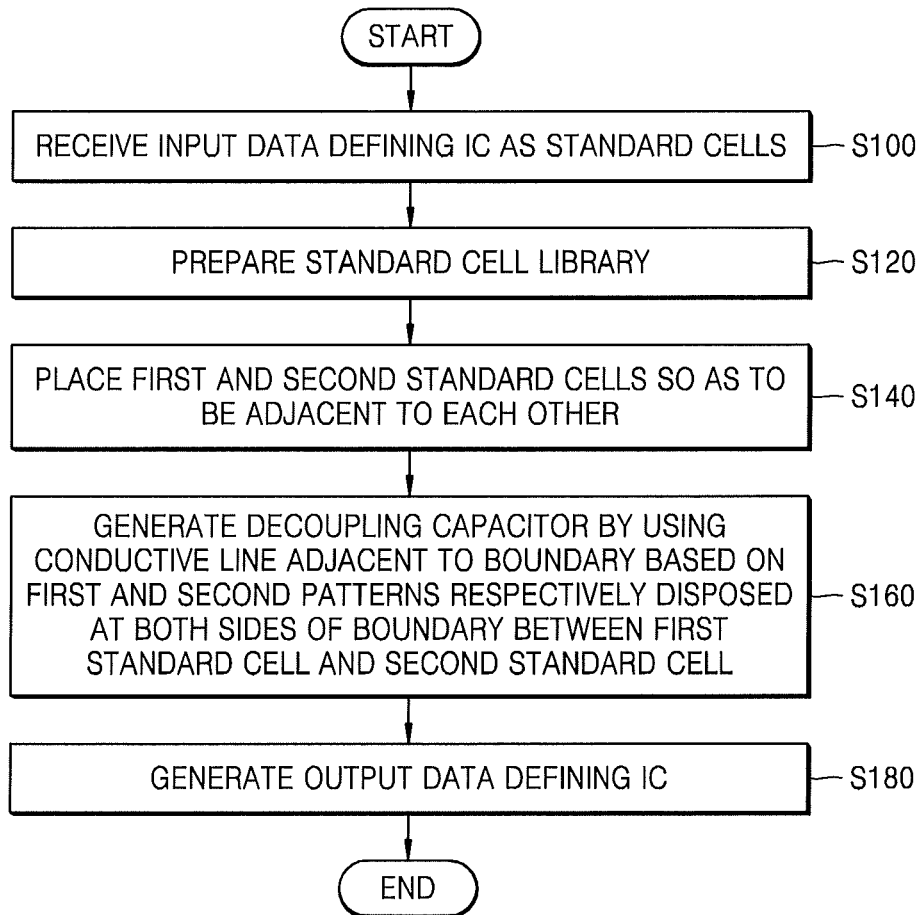 START
RECEIVE INPUT DATA DEFINING IC AS STANDARD CELLS
S100
PREPARE STANDARD CELL LIBRARY
S120
PLACE FIRST AND SECOND STANDARD CELLS SO AS TO
BE ADJACENT TO EACH OTHER
S140
GENERATE DECOUPLING CAPACITOR BY USING
CONDUCTIVE LINE ADJACENT TO BOUNDARY BASED ON
FIRST AND SECOND PATTERNS RESPECTIVELY DISPOSED
AT BOTH SIDES OF BOUNDARY BETWEEN FIRST
STANDARD CELL AND SECOND STANDARD CELL
S160
GENERATE OUTPUT DATA DEFINING IC
S180
END